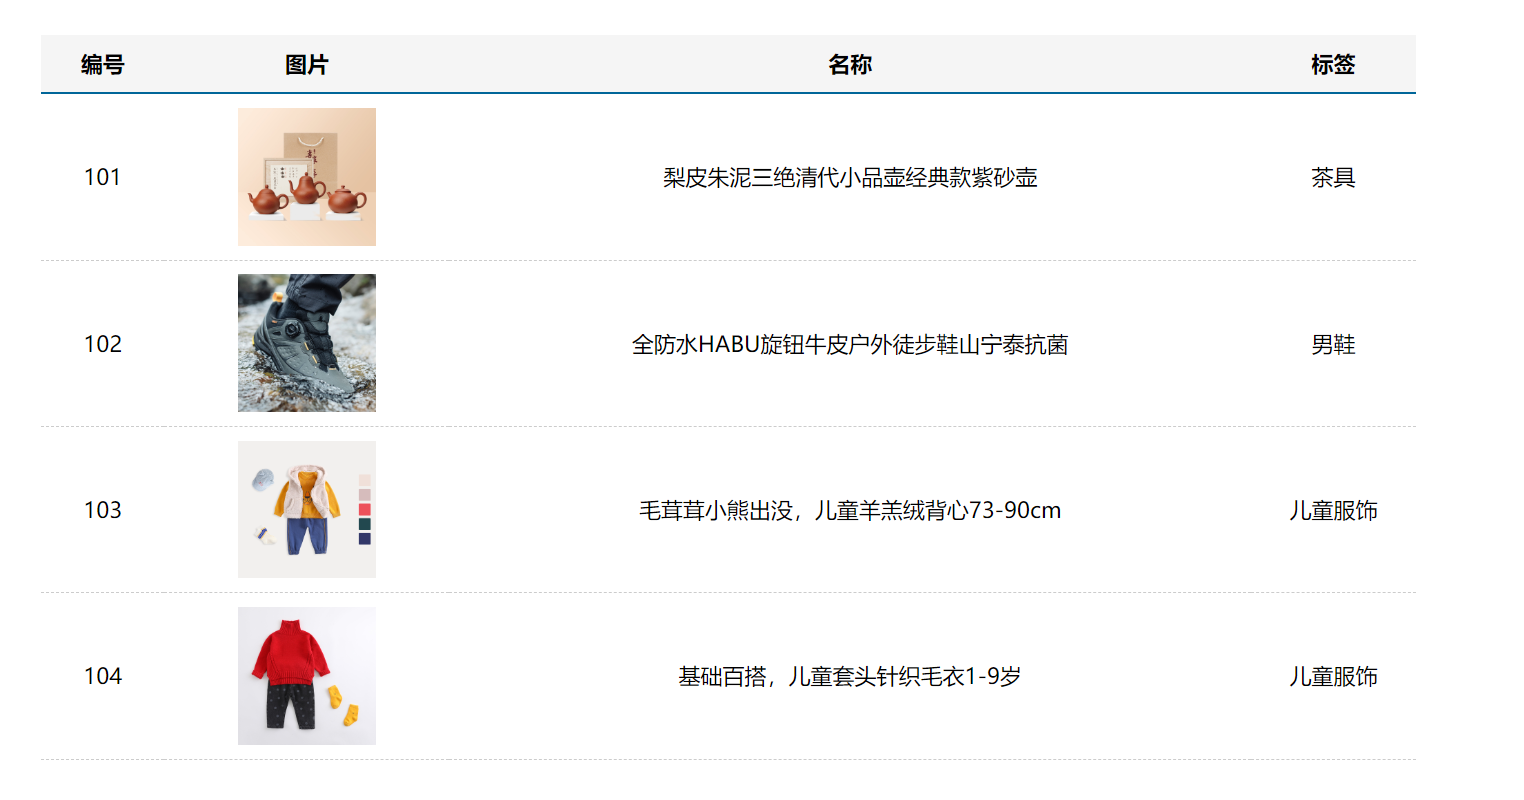 编号 图片 名称 标签
101 梨皮朱泥三绝清代小品壶经典款紫砂壶 茶具
102 全防水HABU旋钮牛皮户外徒步鞋山宁泰抗菌 男鞋
103 毛茸茸小熊出没，儿童羊羔绒背心73-90cm 儿童服饰
104 基础百搭，儿童套头针织毛衣1-9岁 儿童服饰